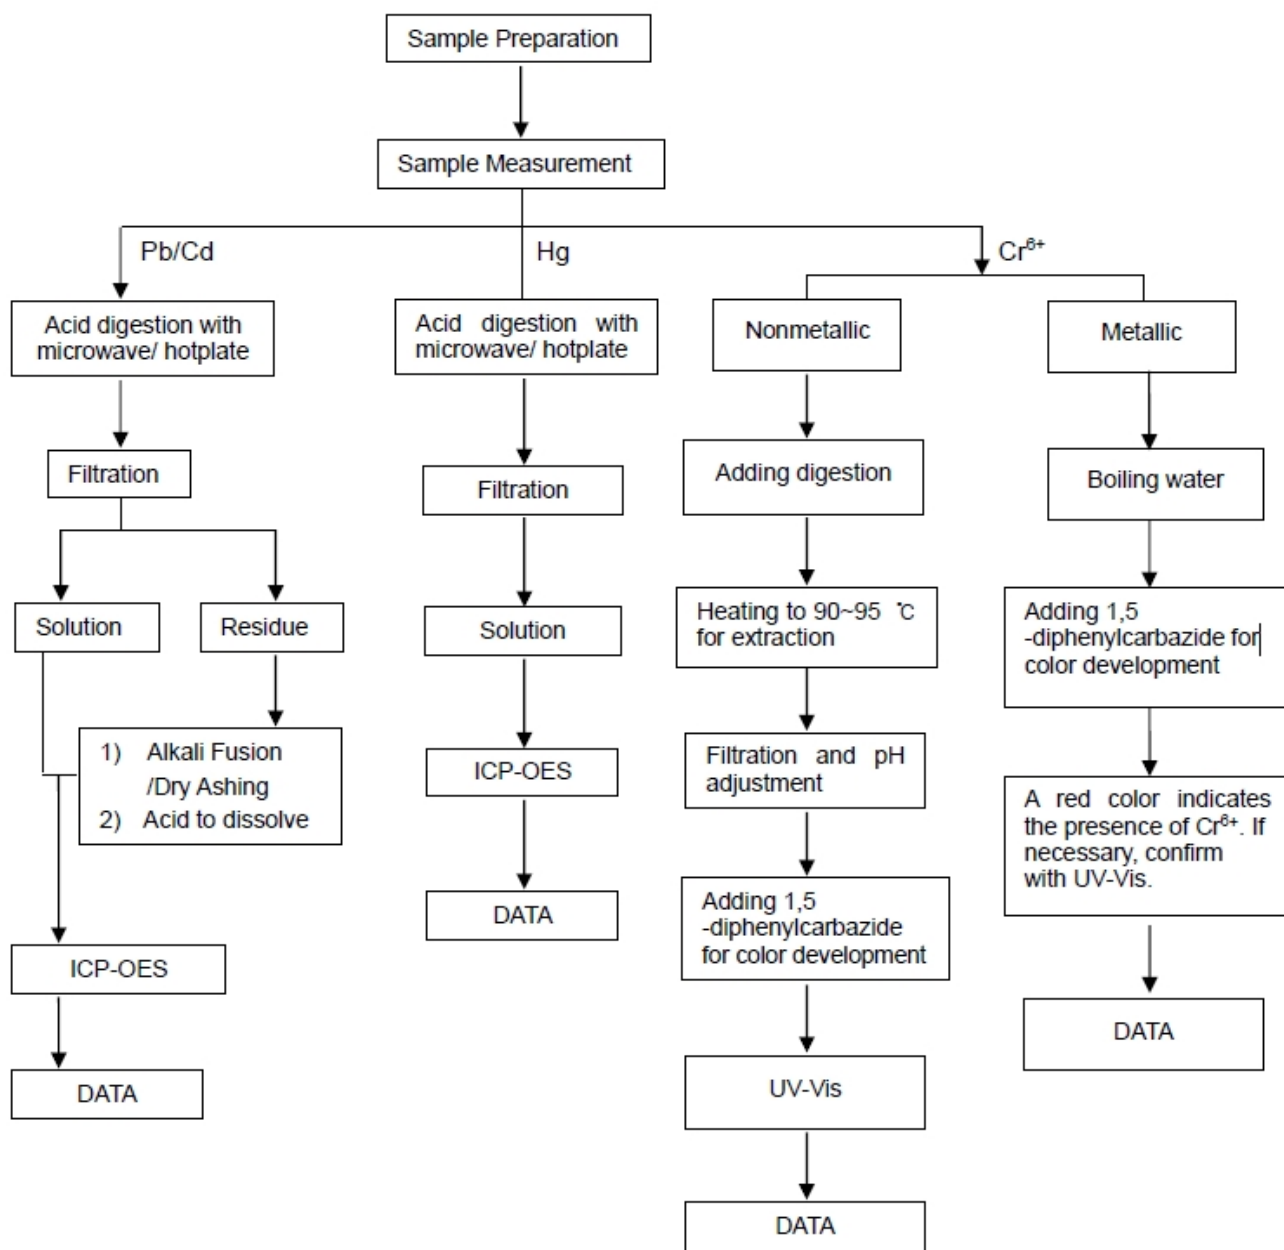 Sample Preparation
Sample Measurement
Pb/Cd
Hg
Cr⁶⁺
Acid digestion with
microwave/ hotplate
Filtration
Solution
Residue
1) Alkali Fusion
/Dry Ashing
2) Acid to dissolve
ICP-OES
DATA
Acid digestion with
microwave/ hotplate
Filtration
Solution
ICP-OES
DATA
Nonmetallic
Adding digestion
Heating to 90~95 ℃
for extraction
Filtration and pH
adjustment
Adding 1,5
-diphenylcarbazide
for color development
UV-Vis
DATA
Metallic
Boiling water
Adding 1,5
-diphenylcarbazide for
color development
A red color indicates
the presence of Cr⁶⁺. If
necessary, confirm
with UV-Vis.
DATA